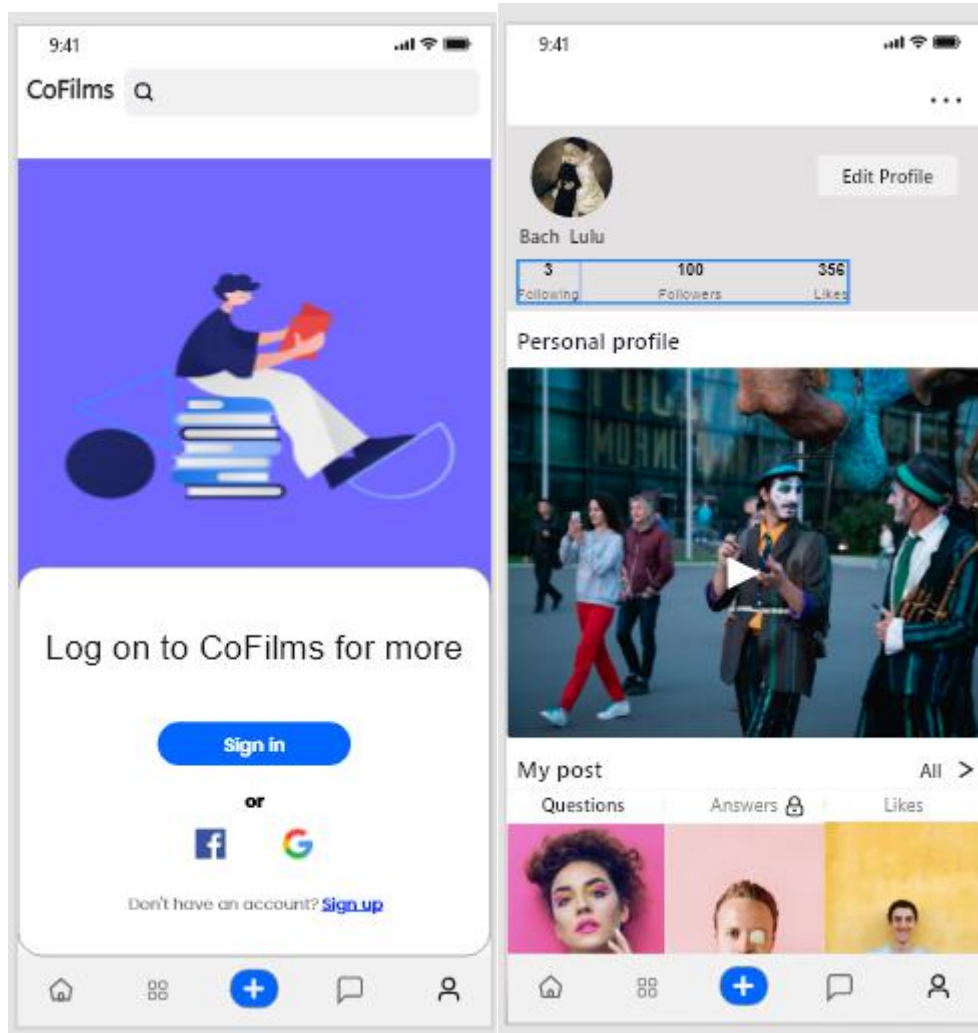 9:41
CoFilms
Log on to CoFilms for more
Sign in
or
Don't have an account? Sign up
9:41
...
Edit Profile
Bach Lulu
3 100 356
Following Followers Likes
Personal profile
My post All >
Questions Answers Likes